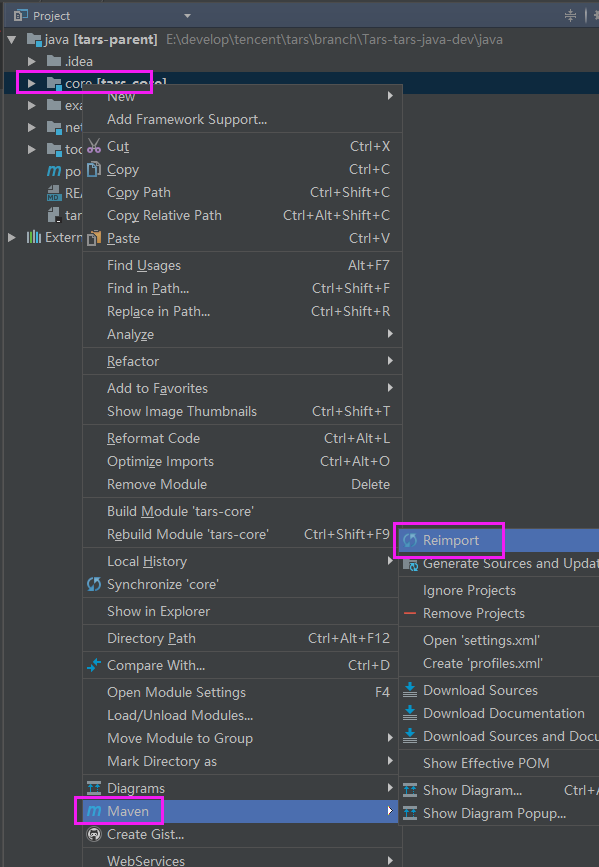 Project
java [tars-parent] E:\develop\tencent\tars\branch\Tars-tars-java-dev\java
.idea
core [tars-core]
New
Add Framework Support...
Cut Ctrl+X
Copy Ctrl+C
Copy Path Ctrl+Shift+C
Copy Relative Path Ctrl+Alt+Shift+C
Paste Ctrl+V
Find Usages Alt+F7
Find in Path... Ctrl+Shift+F
Replace in Path... Ctrl+Shift+R
Analyze
Refactor
Add to Favorites
Show Image Thumbnails Ctrl+Shift+T
Reformat Code Ctrl+Alt+L
Optimize Imports Ctrl+Alt+O
Remove Module Delete
Build Module 'tars-core'
Rebuild Module 'tars-core' Ctrl+Shift+F9
Local History
Synchronize 'core'
Show in Explorer
Directory Path Ctrl+Alt+F12
Compare With... Ctrl+D
Open Module Settings F4
Load/Unload Modules...
Move Module to Group
Mark Directory as
Diagrams
Maven
Create Gist...
WebServices
Reimport
Generate Sources and Updat
Ignore Projects
Remove Projects
Open 'settings.xml'
Create 'profiles.xml'
Download Sources
Download Documentation
Download Sources and Docu
Show Effective POM
Show Diagram... Ctrl+A
Show Diagram Popup...